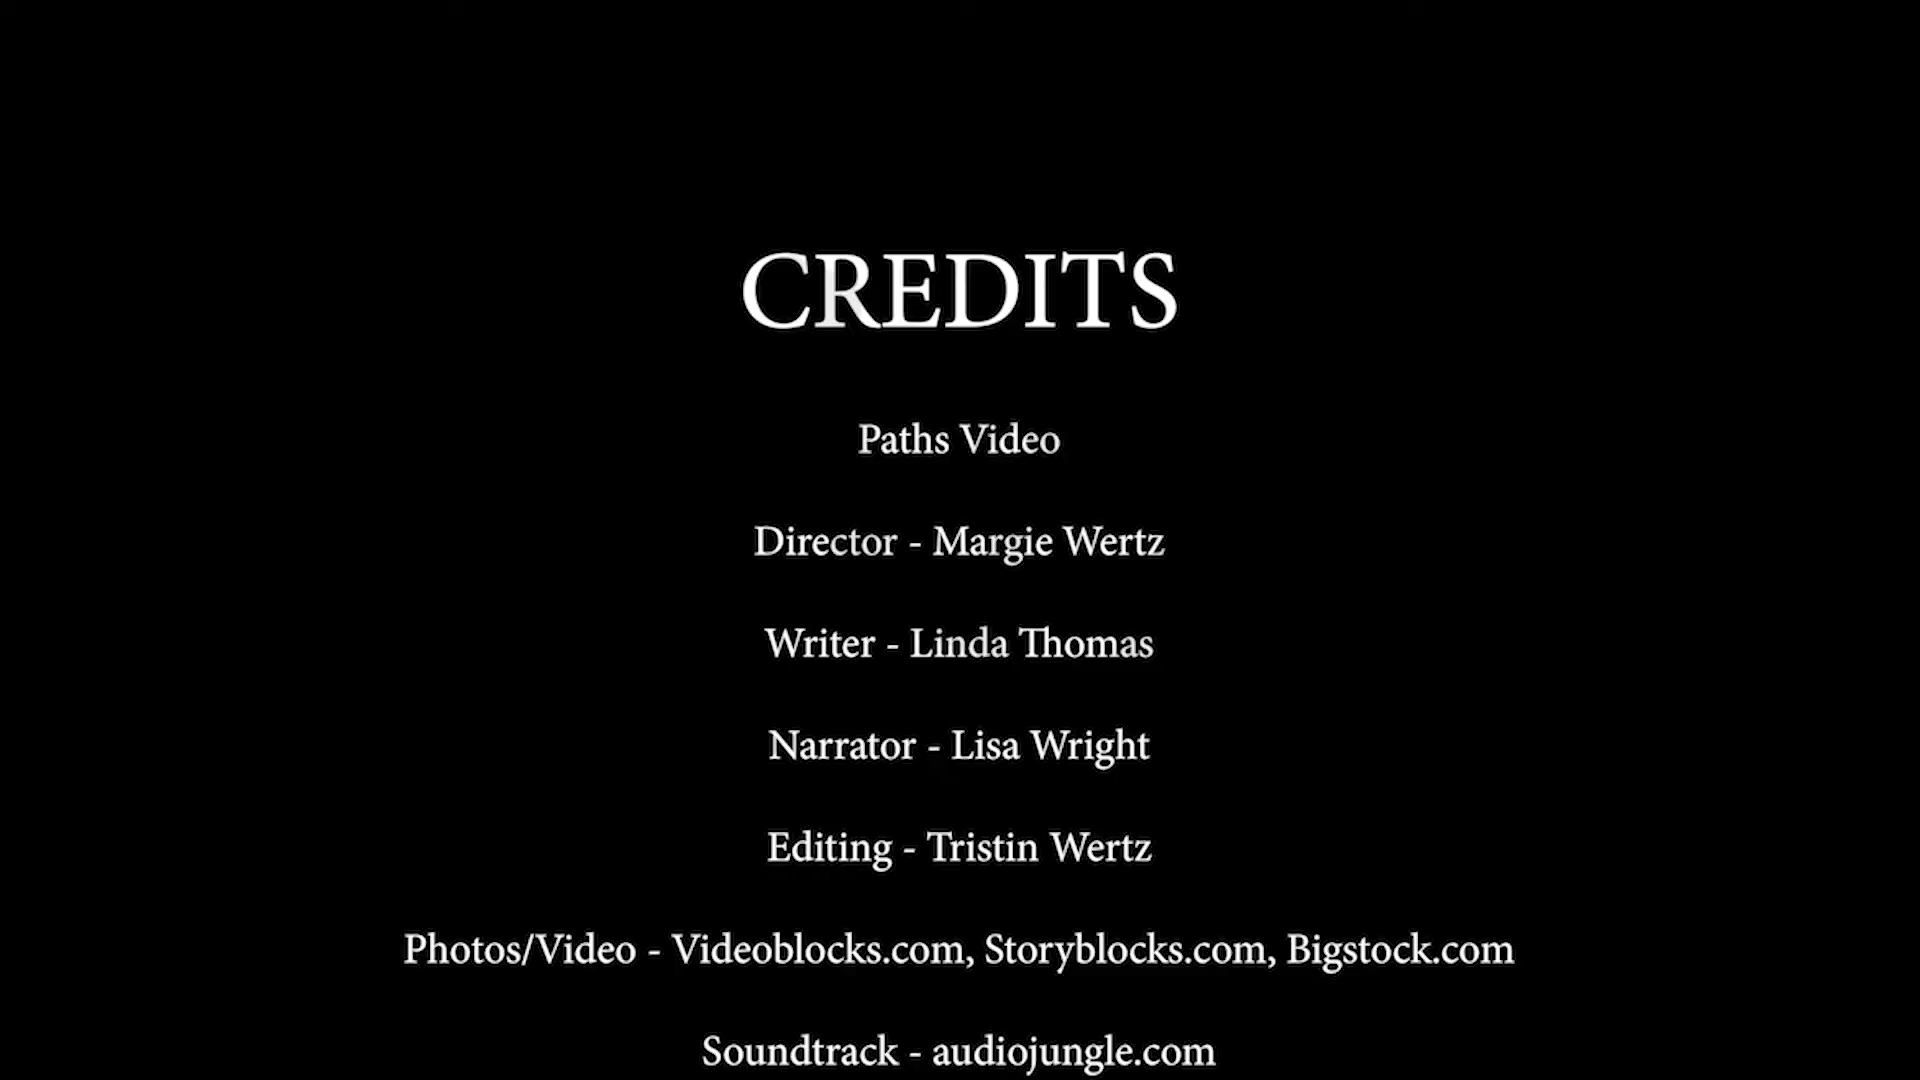 CREDITS
Paths Video
Director - Margie Wertz
Writer - Linda Thomas
Narrator - Lisa Wright
Editing - Tristin Wertz
Photos/Video - Videoblocks.com, Storyblocks.com, Bigstock.com
Soundtrack - audiojungle.com